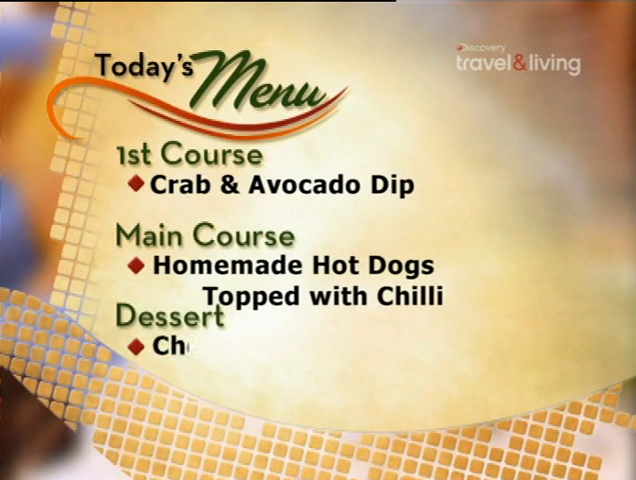 Today's Menu
Discovery
travel&living
1st Course
Crab & Avocado Dip
Main Course
Homemade Hot Dogs
Topped with Chilli
Dessert